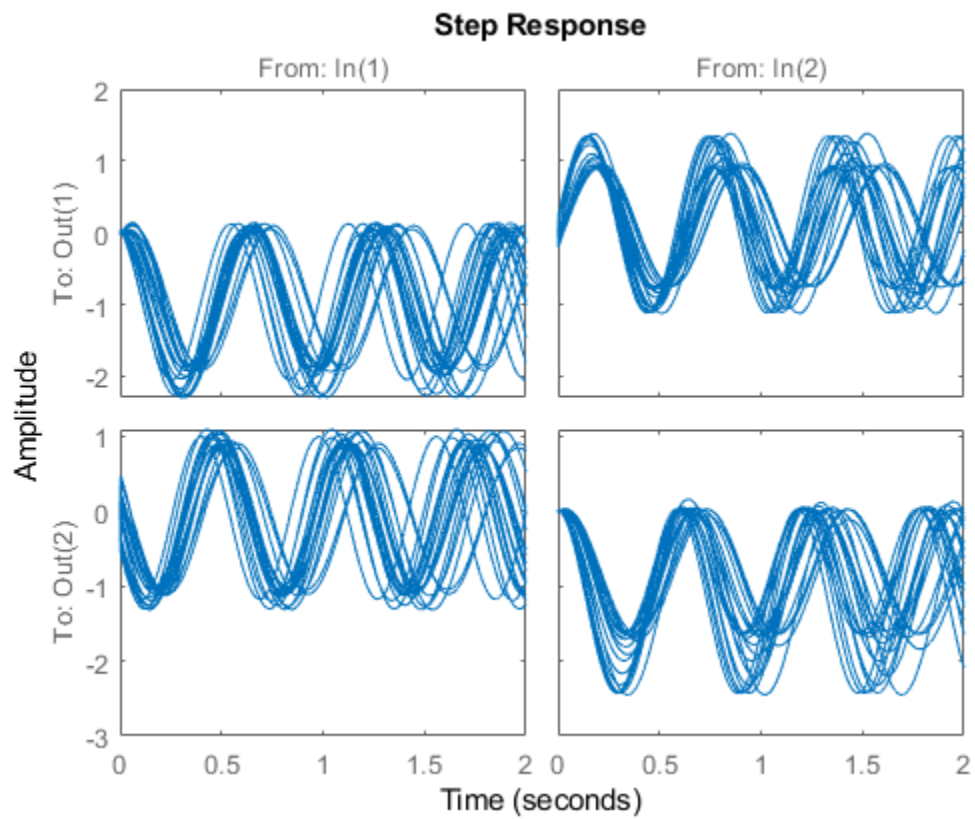 Step Response
From: In(1)
From: In(2)
To: Out(1)
2
1
0
-1
-2
Amplitude
To: Out(2)
1
0
-1
-2
-3
0
0.5
1
1.5
2
0
0.5
1
1.5
2
Time (seconds)